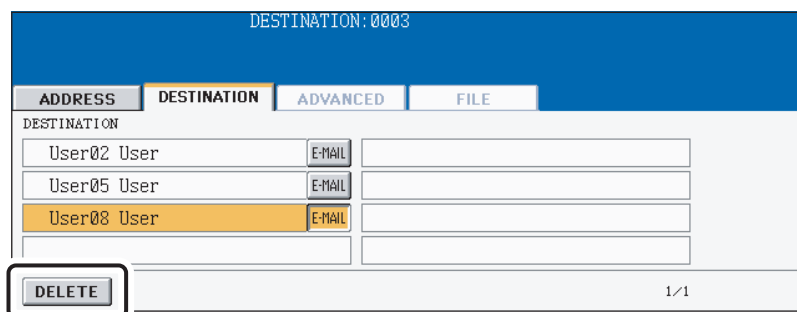 DESTINATION:0003
ADDRESS DESTINATION ADVANCED FILE
DESTINATION
User02 User E-MAIL
User05 User E-MAIL
User08 User E-MAIL
DELETE 1/1